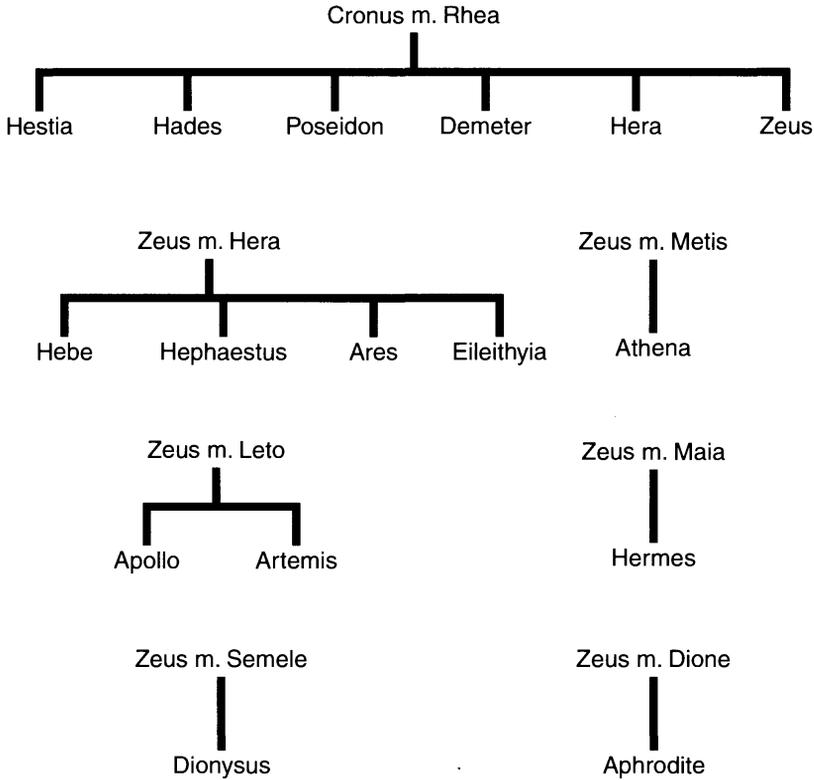 Cronus m. Rhea
Hestia Hades Poseidon Demeter Hera Zeus
Zeus m. Hera Zeus m. Metis
Hebe Hephaestus Ares Eileithyia Athena
Zeus m. Leto Zeus m. Maia
Apollo Artemis Hermes
Zeus m. Semele Zeus m. Dione
Dionysus Aphrodite